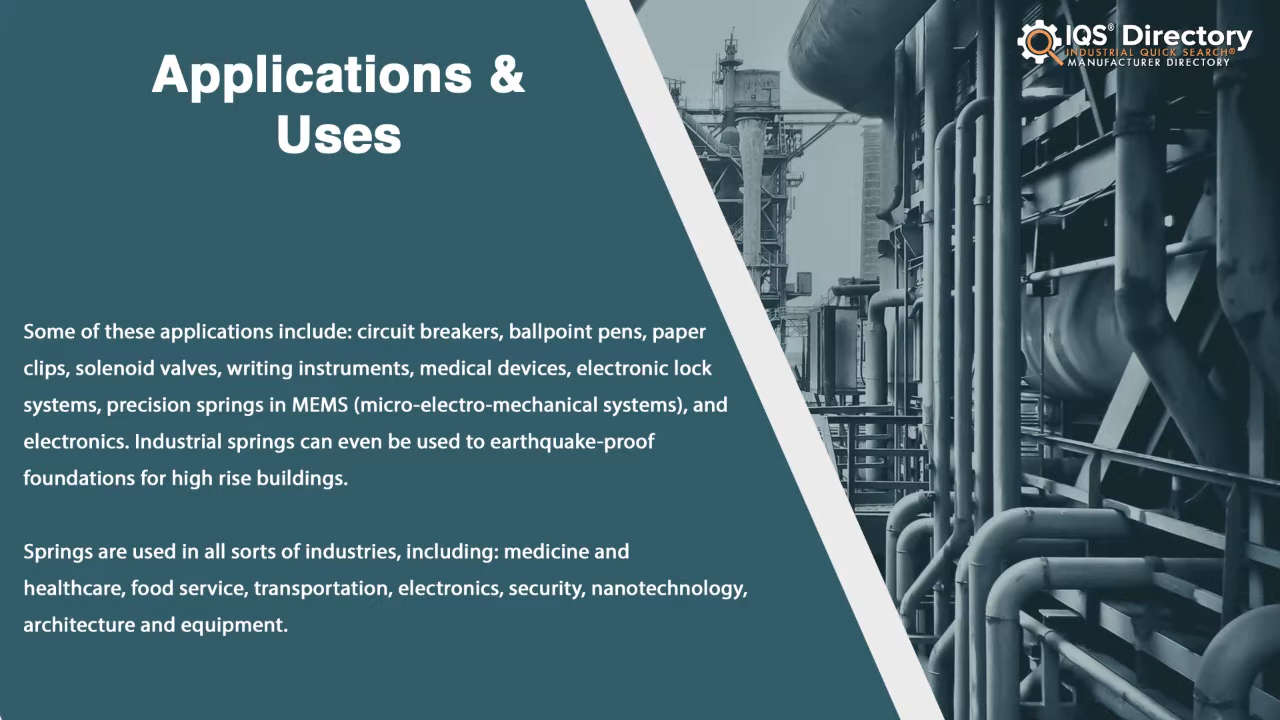 Applications &
Uses
IQS® Directory
INDUSTRIAL QUICK SEARCH®
MANUFACTURER DIRECTORY
Some of these applications include: circuit breakers, ballpoint pens, paper
clips, solenoid valves, writing instruments, medical devices, electronic lock
systems, precision springs in MEMS (micro-electro-mechanical systems), and
electronics. Industrial springs can even be used to earthquake-proof
foundations for high rise buildings.
Springs are used in all sorts of industries, including: medicine and
healthcare, food service, transportation, electronics, security, nanotechnology,
architecture and equipment.